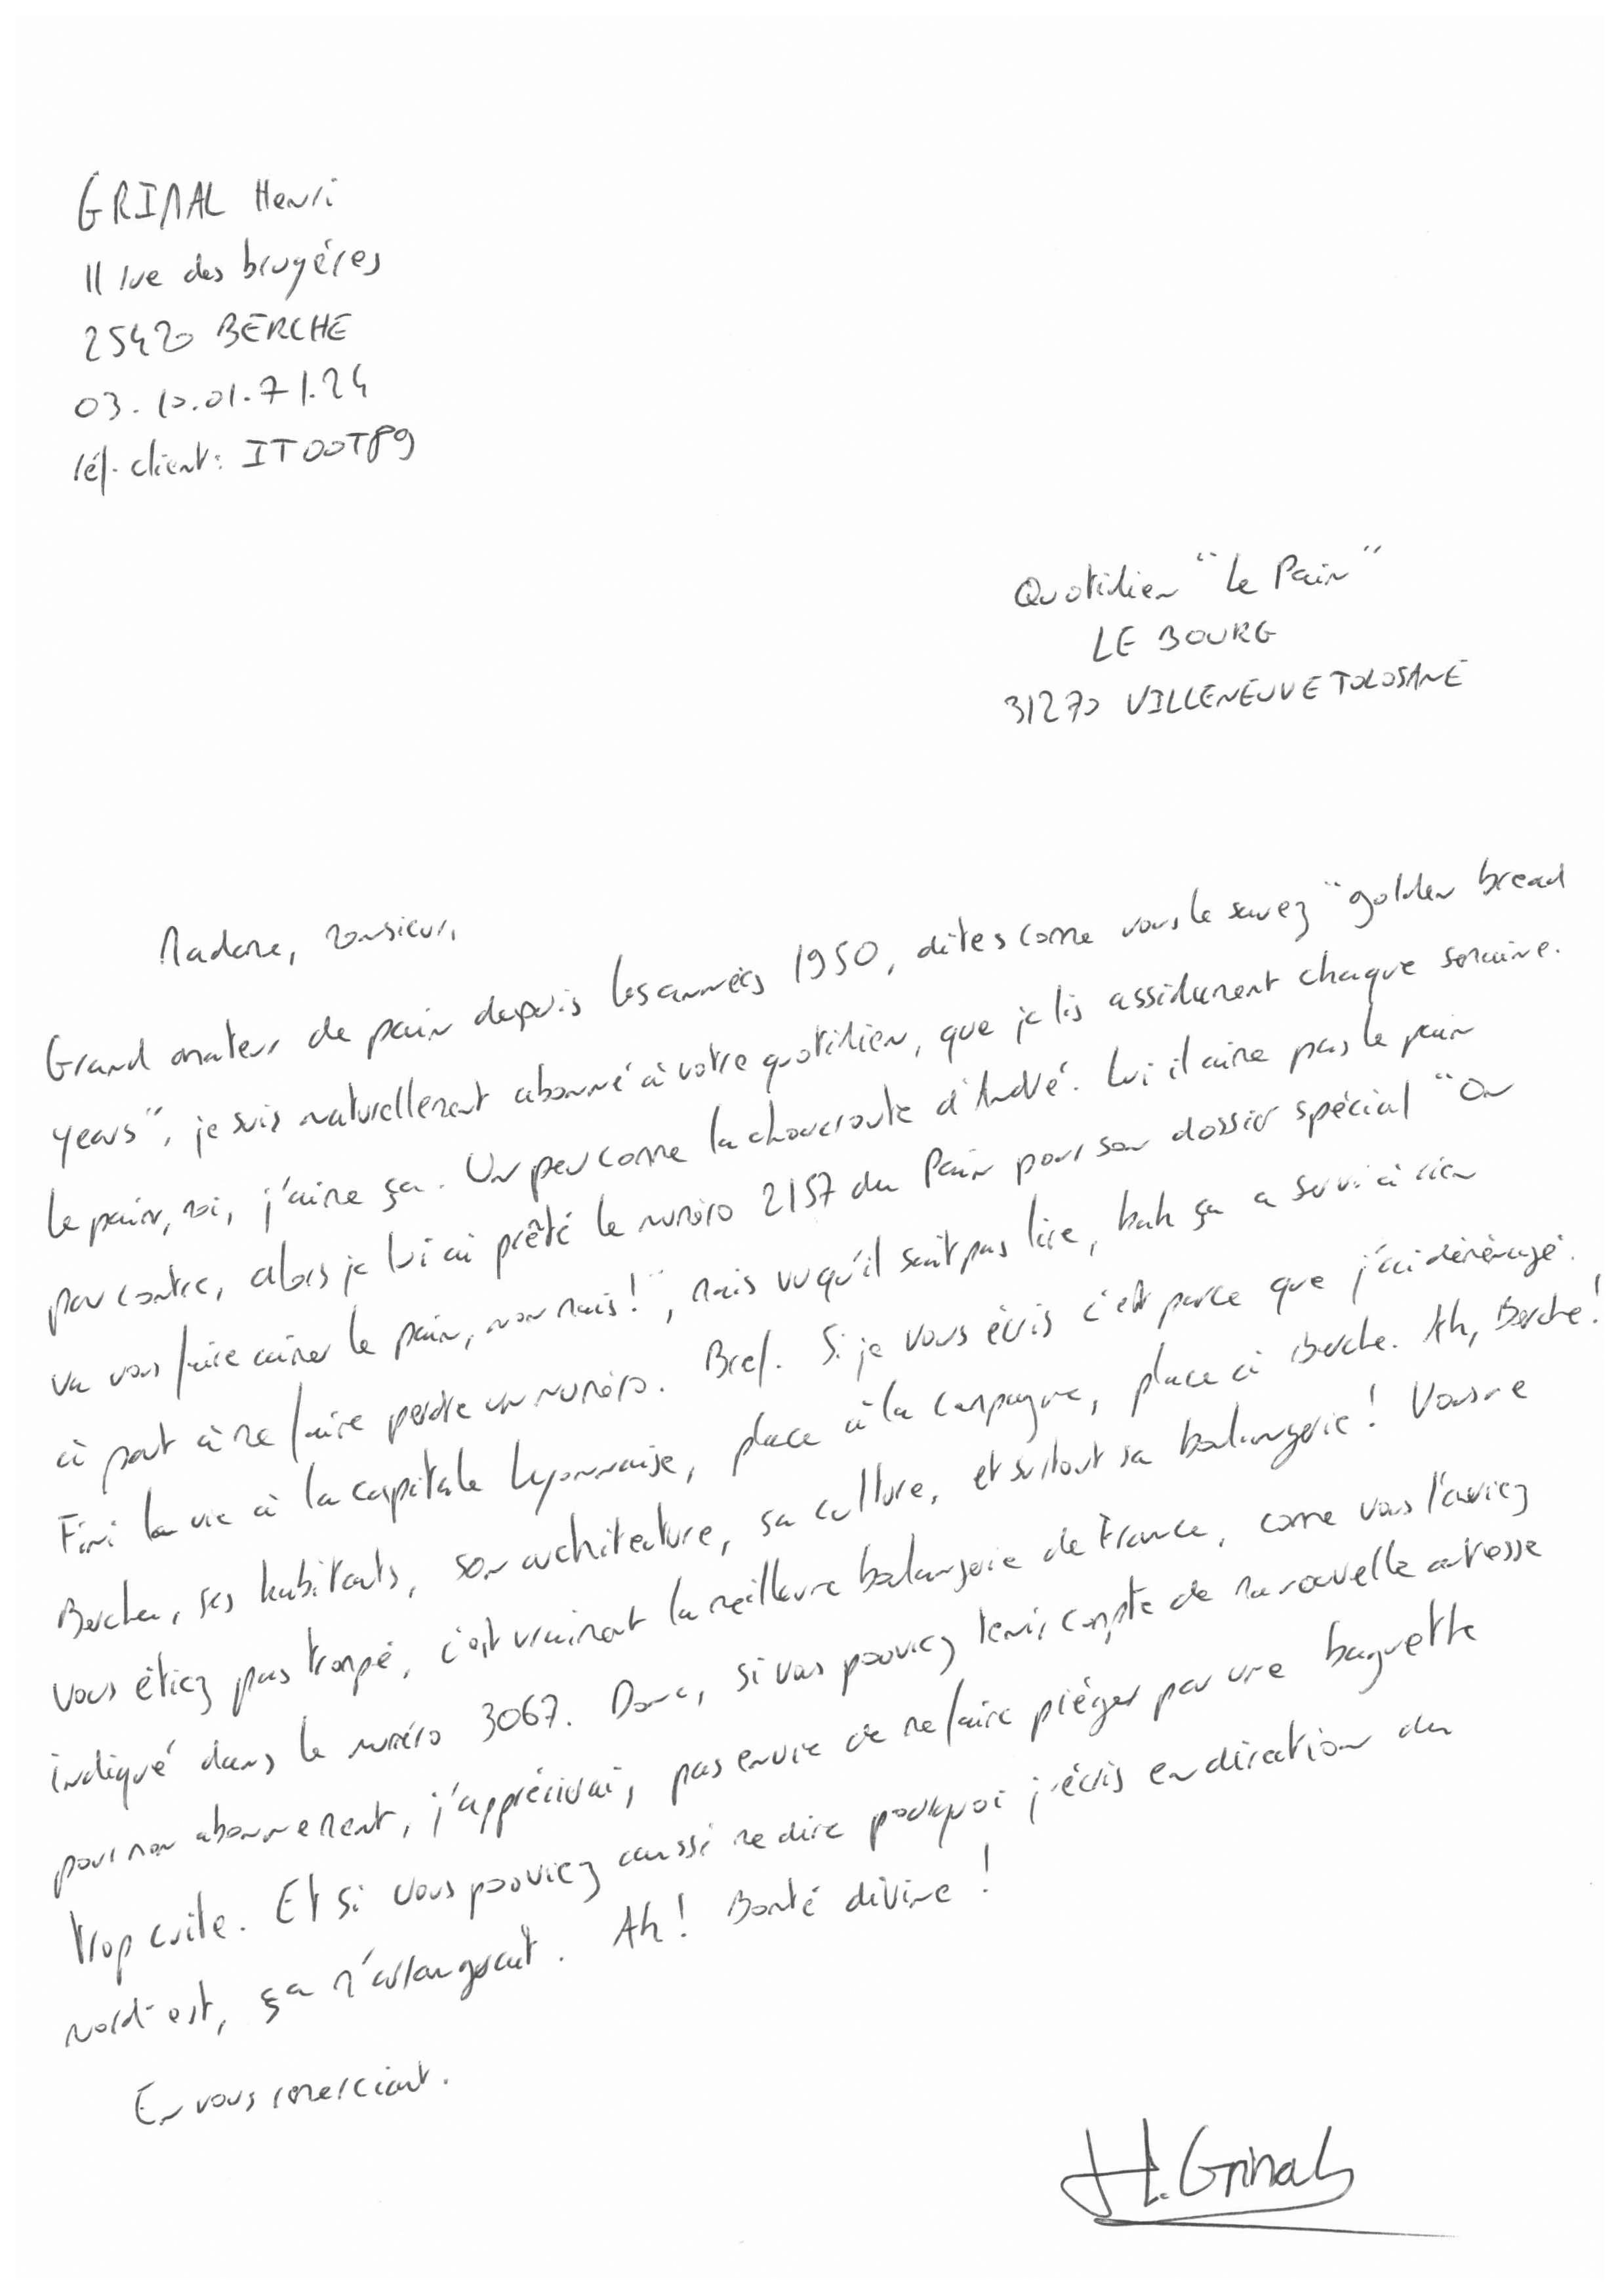 GRIMAL Henri
11 rue des bruyéres
25420 BERCHE
03.10.01.71.24
réf. client : ITOOT89
Quotidien "Le Pain"
LE BOURG
31270 VILLENEUVE TOLOSANE
Madame, Monsieur,
Grand amateur de pain depuis les années 1950, dites comme vous le savez "golden bread
years", je suis naturellement abonné à votre quotidien, que je lis assidument chaque semaine.
Le pain, moi, j'aime ça. Un peu comme la choucroute d'André. Lui il aime pas le pain
par contre, alors je lui ai prêté le numéro 2157 du Pain pour son dossier spécial "On
va vous faire aimer le pain, non mais !", mais vu qu'il sait pas lire, bah ça a servi à rien
à part à me faire perdre un numéro. Bref. Si je vous écris c'est parce que j'ai déménagé.
Fini la vie à la capitale Lyonnaise, place à la campagne, place à Berche. Ah, Berche !
Berche, ses habitants, son architecture, sa culture, et surtout sa boulangerie ! Vous ne
vous étiez pas trompé, c'est vraiment la meilleure boulangerie de France, comme vous l'aviez
indiqué dans le numéro 3067. Donc, si vous pouviez tenir compte de ma nouvelle adresse
pour mon abonnement, j'apprécierai, pas envie de me faire piéger par une baguette
trop cuite. Et si vous pouviez aussi me dire pourquoi j'écris en direction du
nord-est, ça m'arrangerait. Ah ! Bonté divine !
En vous remerciant.
H. Grimal